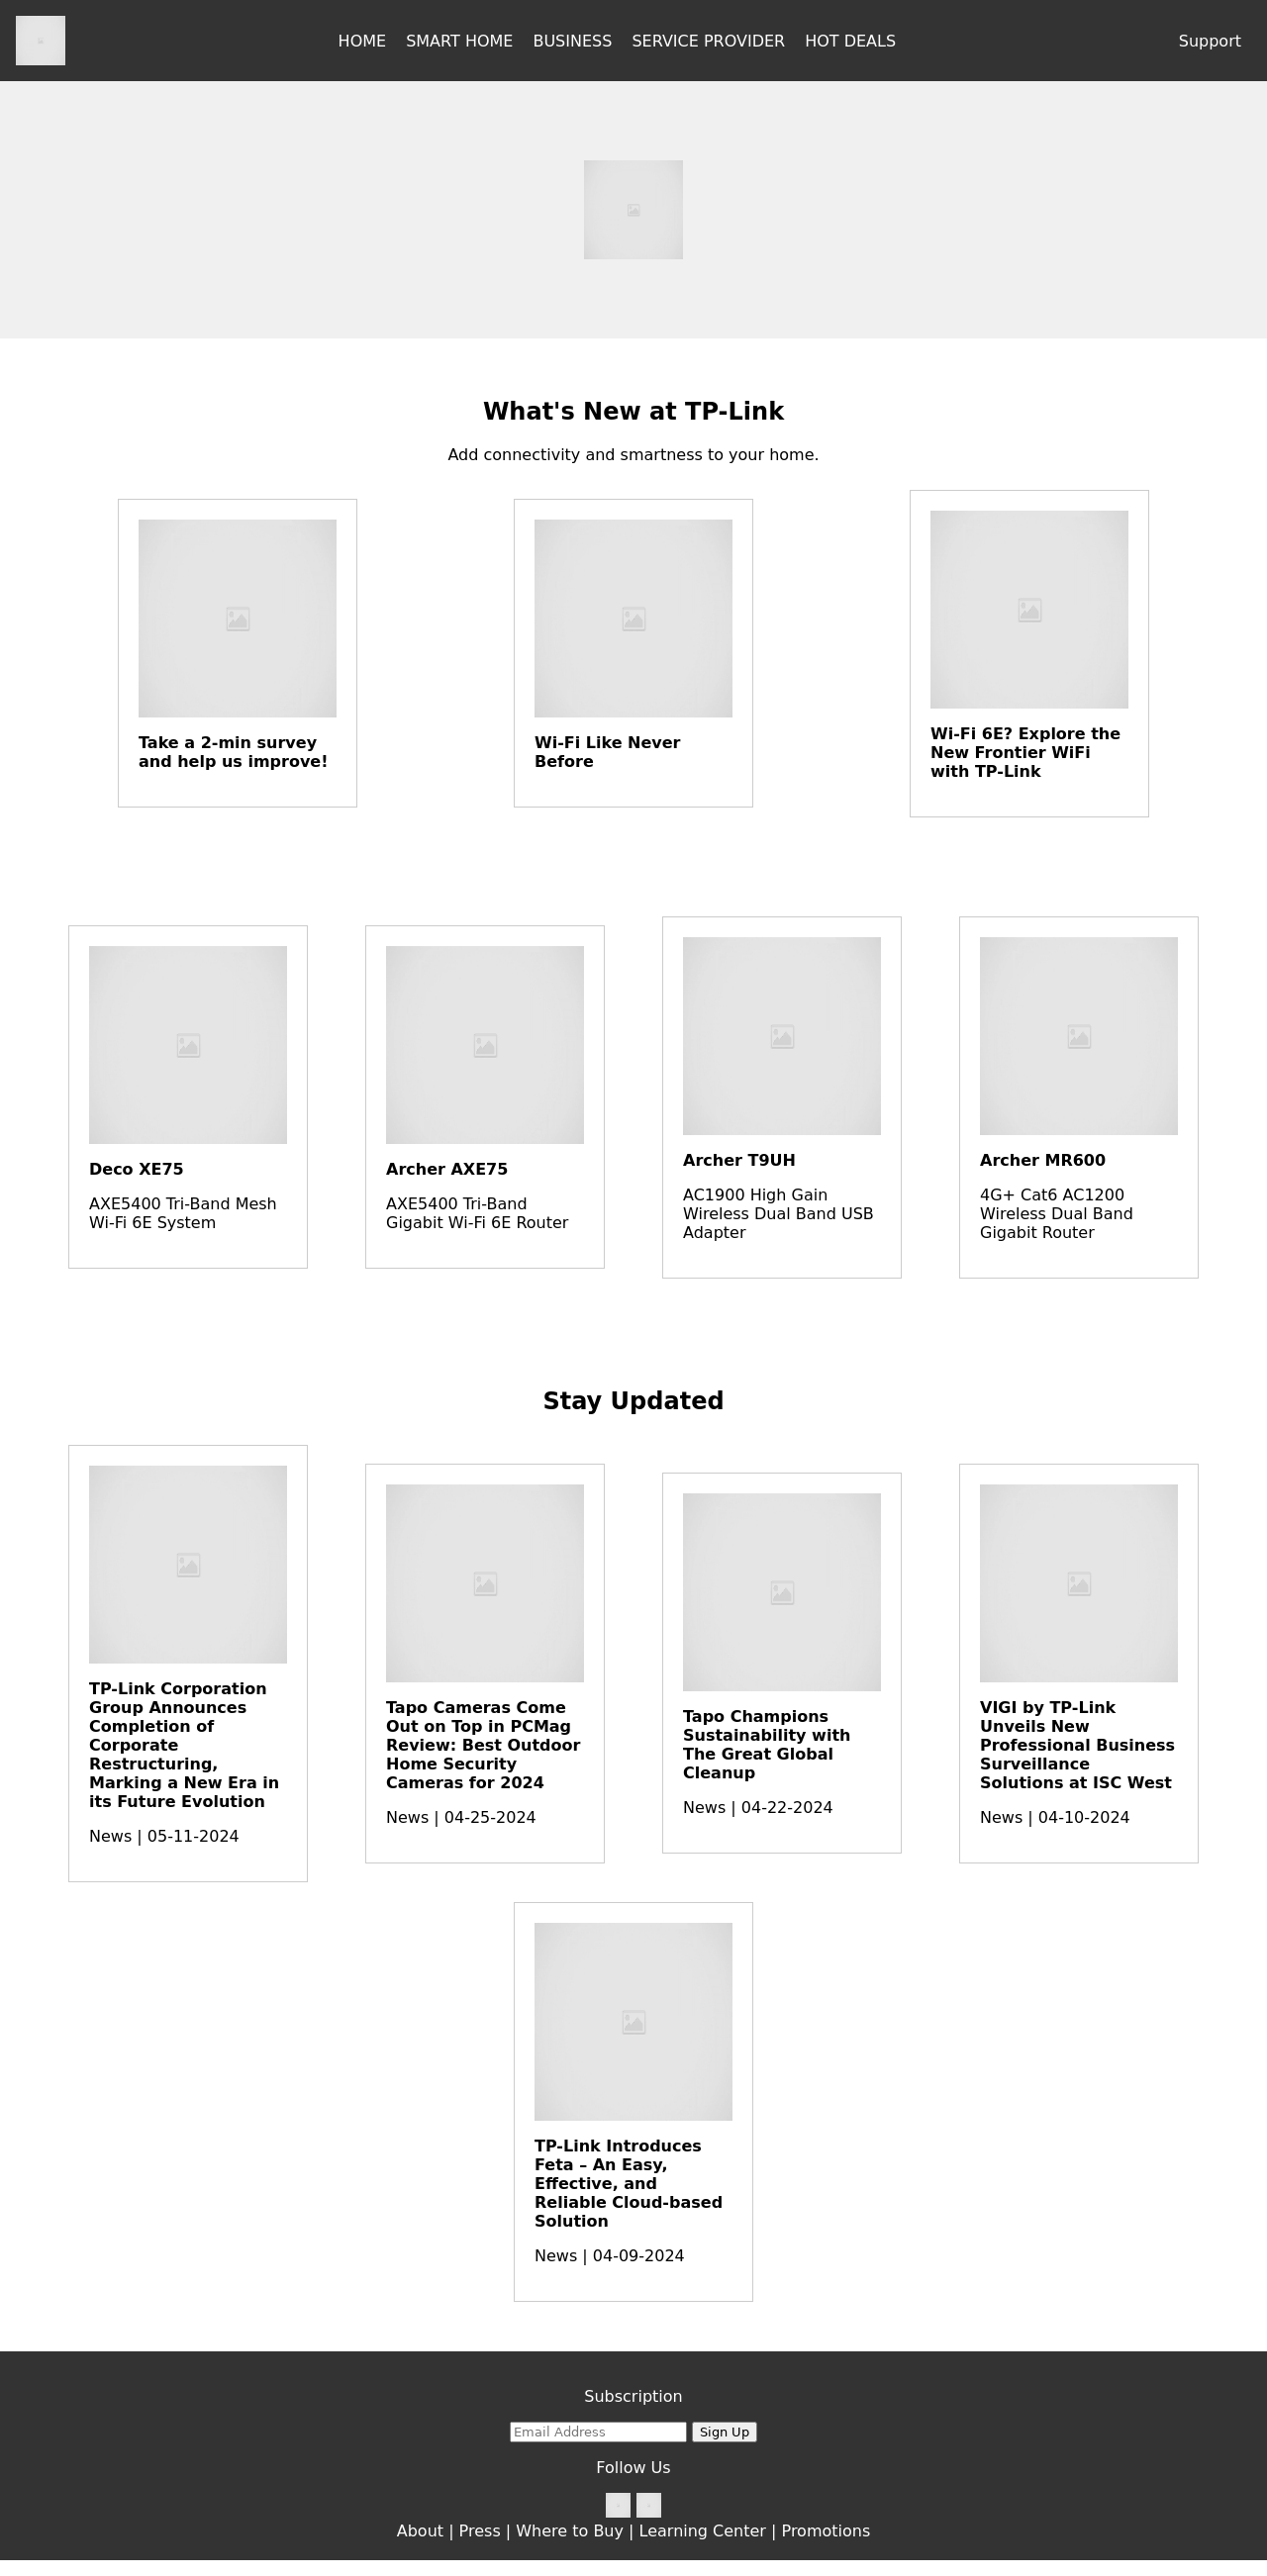 HOME SMART HOME BUSINESS SERVICE PROVIDER HOT DEALS Support
What's New at TP-Link
Add connectivity and smartness to your home.
Take a 2-min survey
and help us improve!
Wi-Fi Like Never
Before
Wi-Fi 6E? Explore the
New Frontier WiFi
with TP-Link
Deco XE75
AXE5400 Tri-Band Mesh
Wi-Fi 6E System
Archer AXE75
AXE5400 Tri-Band
Gigabit Wi-Fi 6E Router
Archer T9UH
AC1900 High Gain
Wireless Dual Band USB
Adapter
Archer MR600
4G+ Cat6 AC1200
Wireless Dual Band
Gigabit Router
Stay Updated
TP-Link Corporation
Group Announces
Completion of
Corporate
Restructuring,
Marking a New Era in
its Future Evolution
News | 05-11-2024
Tapo Cameras Come
Out on Top in PCMag
Review: Best Outdoor
Home Security
Cameras for 2024
News | 04-25-2024
Tapo Champions
Sustainability with
The Great Global
Cleanup
News | 04-22-2024
VIGI by TP-Link
Unveils New
Professional Business
Surveillance
Solutions at ISC West
News | 04-10-2024
TP-Link Introduces
Feta – An Easy,
Effective, and
Reliable Cloud-based
Solution
News | 04-09-2024
Subscription
Email Address Sign Up
Follow Us
About | Press | Where to Buy | Learning Center | Promotions